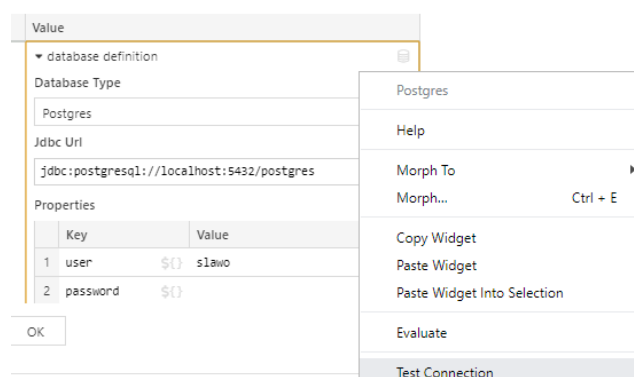 Value
database definition
Database Type
Postgres
Jdbc Url
jdbc:postgresql://localhost:5432/postgres
Properties
Key Value
1 user ${} slawo
2 password ${}
OK
Postgres
Help
Morph To
Morph... Ctrl + E
Copy Widget
Paste Widget
Paste Widget Into Selection
Evaluate
Test Connection